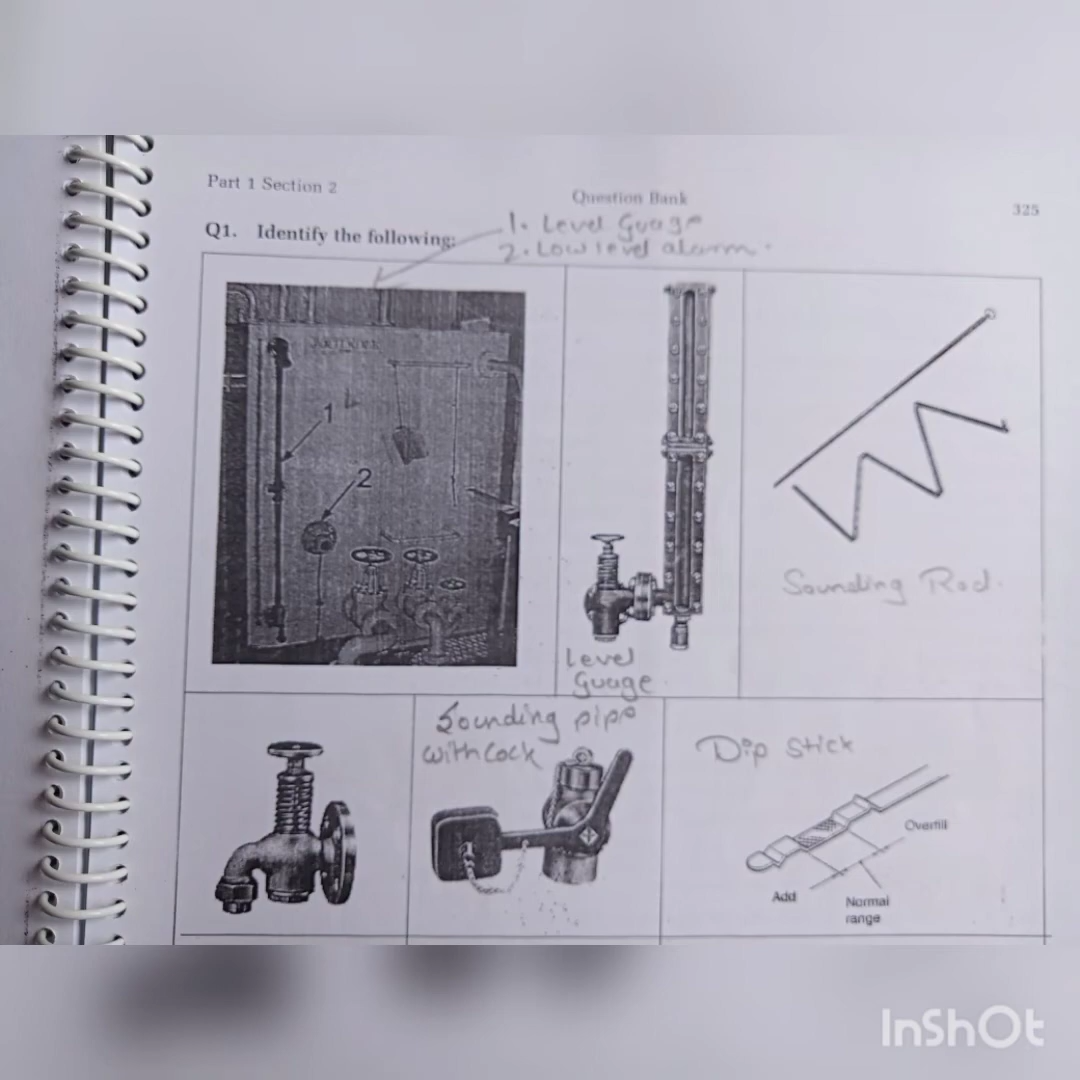 Part 1 Section 2
Question Bank
325
Q1. Identify the following:
1. Level Guage
2. Low level alarm.
1
2
Sounding Rod.
Level
Guage
Sounding pipe
with Cock
Dip stick
Overfill
Add
Normal
range
InShOt